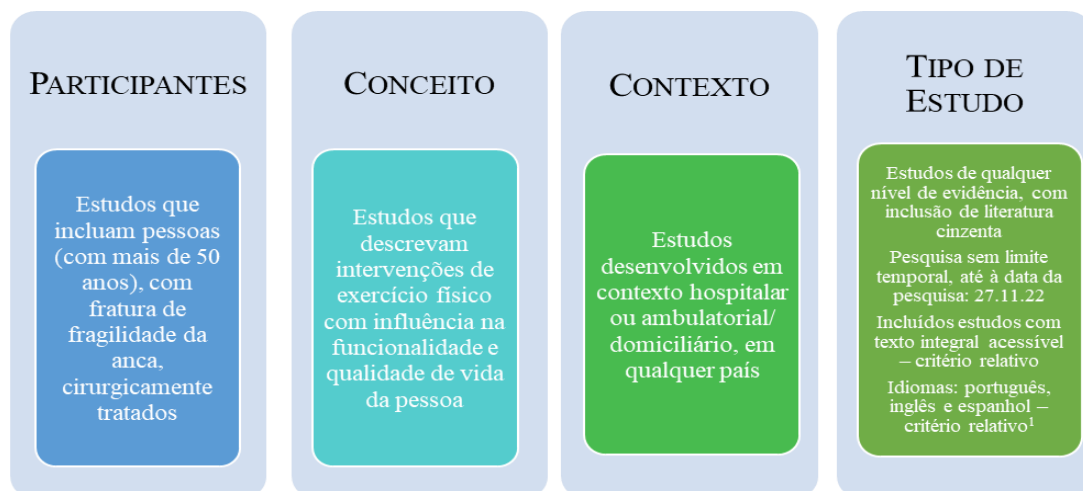 PARTICIPANTES
Estudos que
incluam pessoas
(com mais de 50
anos), com
fratura de
fragilidade da
anca,
cirurgicamente
tratados
CONCEITO
Estudos que
descrevam
intervenções de
exercício físico
com influência na
funcionalidade e
qualidade de vida
da pessoa
CONTEXTO
Estudos
desenvolvidos em
contexto hospitalar
ou ambulatorial/
domiciliário, em
qualquer país
TIPO DE
ESTUDO
Estudos de qualquer
nível de evidência, com
inclusão de literatura
cinzenta
Pesquisa sem limite
temporal, até à data da
pesquisa: 27.11.22
Incluídos estudos com
texto integral acessível
– critério relativo
Idiomas: português,
inglês e espanhol –
critério relativo¹